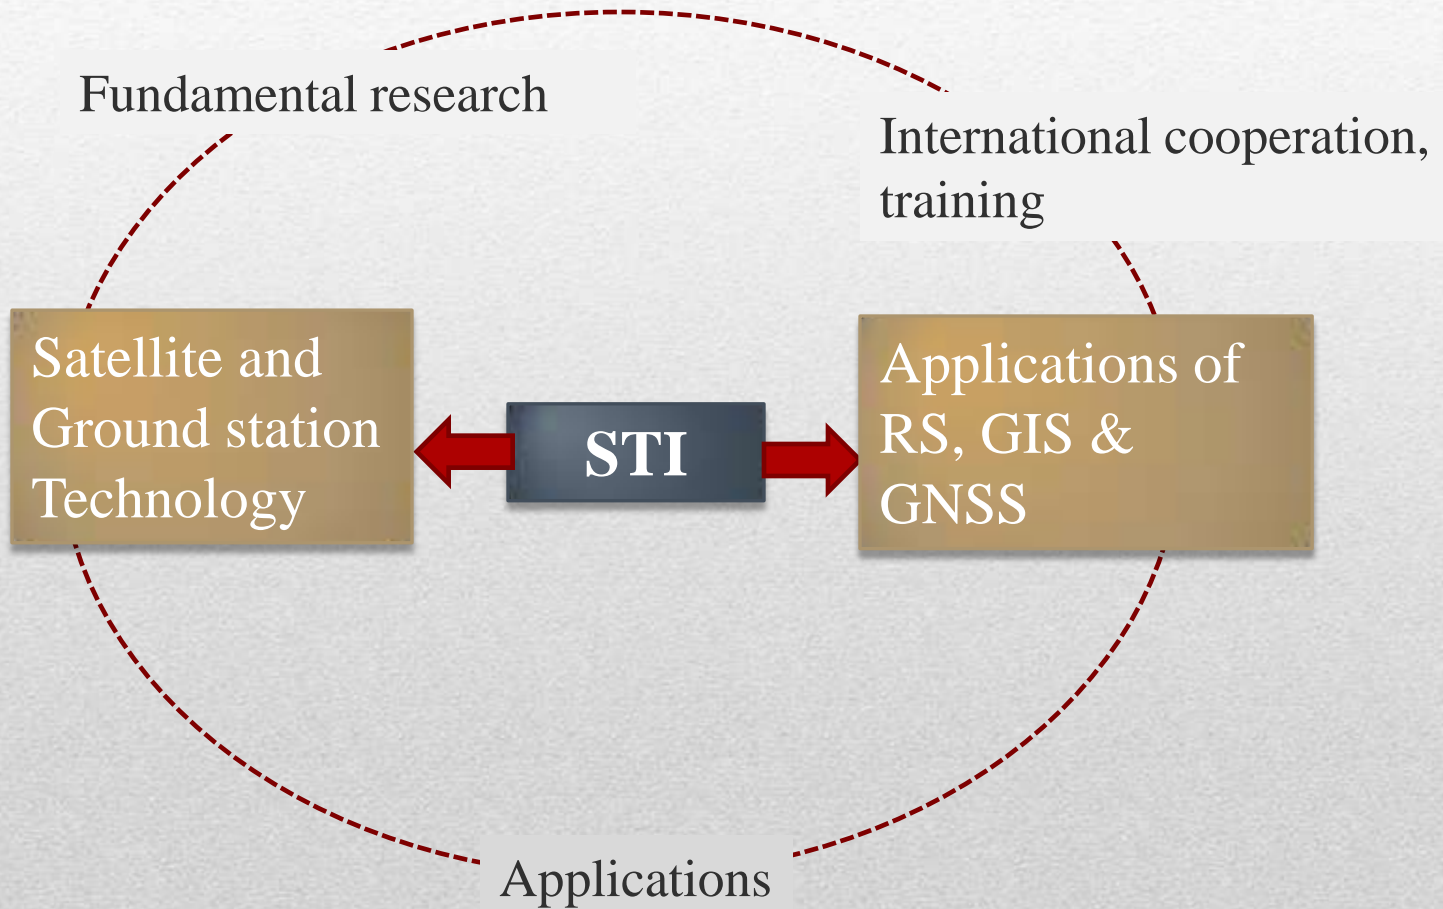 Fundamental research
International cooperation,
training
Satellite and
Ground station
Technology
STI
Applications of
RS, GIS &
GNSS
Applications